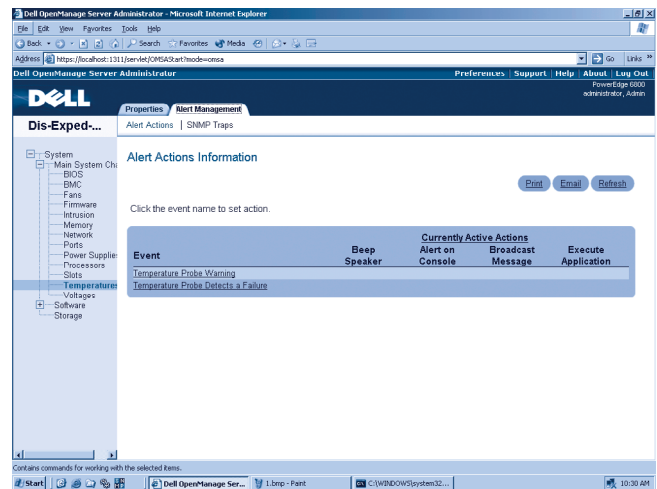 Dell OpenManage Server Administrator - Microsoft Internet Explorer
File Edit View Favorites Tools Help
Back Search Favorites Media
Address https://localhost:1311/servlet/OMSAStart?mode=omsa Go Links »
Dell OpenManage Server Administrator Preferences | Support | Help | About | Log Out
PowerEdge 6800
administrator, Admin
DELL
Properties Alert Management
Dis-Exped-... Alert Actions | SNMP Traps
System
Main System Cha
BIOS
BMC
Fans
Firmware
Intrusion
Memory
Network
Ports
Power Supplies
Processors
Slots
Temperatures
Voltages
Software
Storage
Alert Actions Information
Print Email Refresh
Click the event name to set action.
Currently Active Actions
Event Beep Speaker Alert on Console Broadcast Message Execute Application
Temperature Probe Warning
Temperature Probe Detects a Failure
Contains commands for working with the selected items.
Start Dell OpenManage Ser... 1.bmp - Paint C:\WINDOWS\system32... 10:30 AM